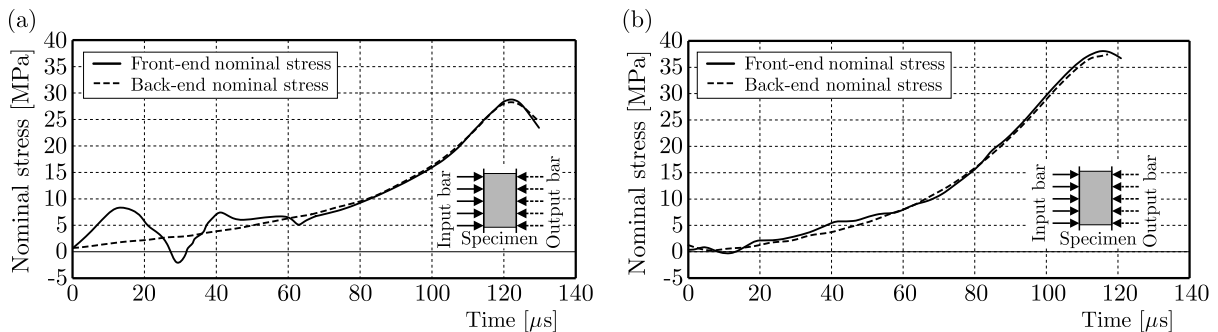 (a)
Nominal stress [MPa]
40
35
30
25
20
15
10
5
0
-5
Front-end nominal stress
Back-end nominal stress
Input bar
Specimen
Output bar
0 20 40 60 80 100 120 140
Time [μs]
(b)
Nominal stress [MPa]
40
35
30
25
20
15
10
5
0
-5
Front-end nominal stress
Back-end nominal stress
Input bar
Specimen
Output bar
0 20 40 60 80 100 120 140
Time [μs]